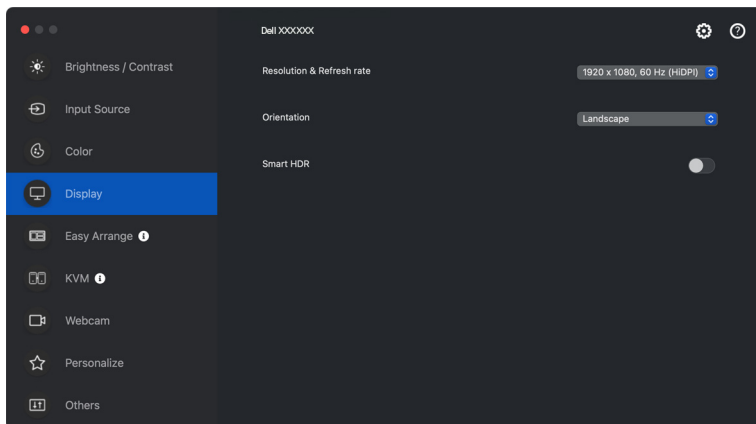 Dell XXXXXX
Brightness / Contrast
Input Source
Color
Display
Easy Arrange
KVM
Webcam
Personalize
Others
Resolution & Refresh rate
1920 x 1080, 60 Hz (HiDPI)
Orientation
Landscape
Smart HDR